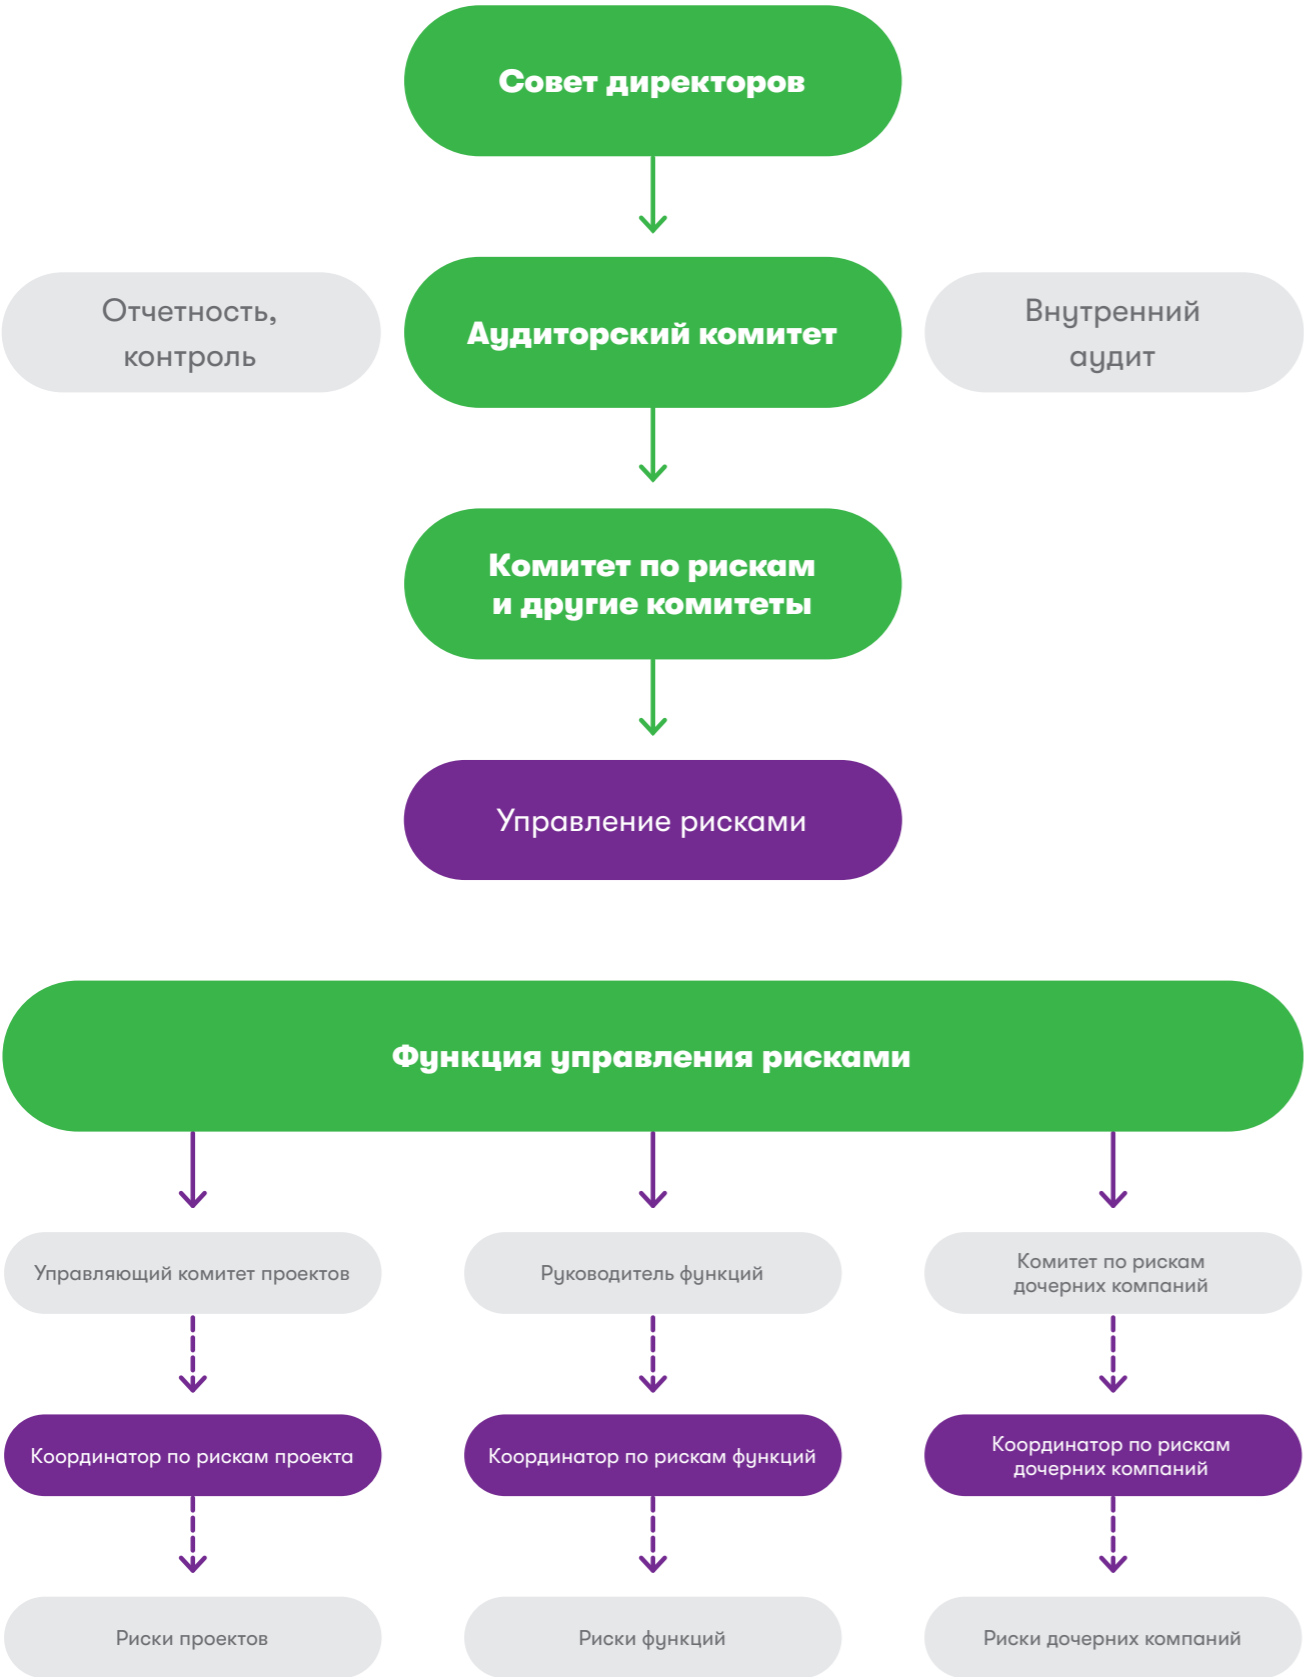 Совет директоров
Отчетность,
контроль
Аудиторский комитет
Внутренний
аудит
Комитет по рискам
и другие комитеты
Управление рисками
Функция управления рисками
Управляющий комитет проектов
Руководитель функций
Комитет по рискам
дочерних компаний
Координатор по рискам проекта
Координатор по рискам функций
Координатор по рискам
дочерних компаний
Риски проектов
Риски функций
Риски дочерних компаний